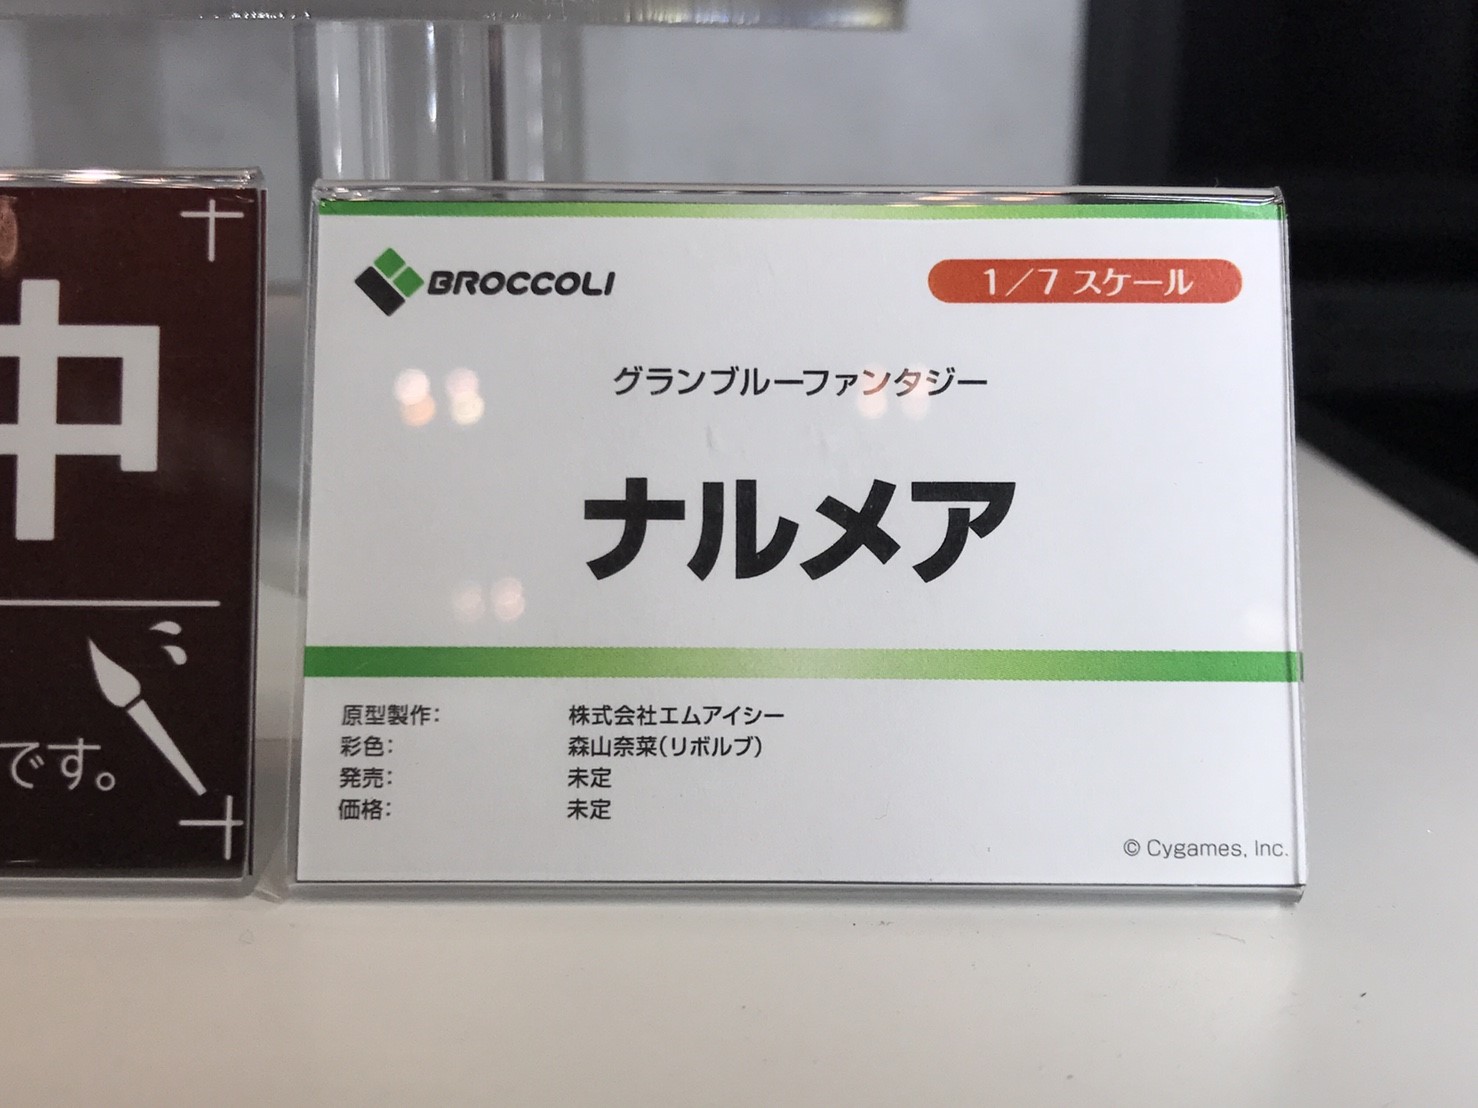 中
です。
BROCCOLI
1/7 スケール
グランブルーファンタジー
ナルメア
原型製作: 株式会社エムアイシー
彩色: 森山奈菜(リボルブ)
発売: 未定
価格: 未定
© Cygames, Inc.